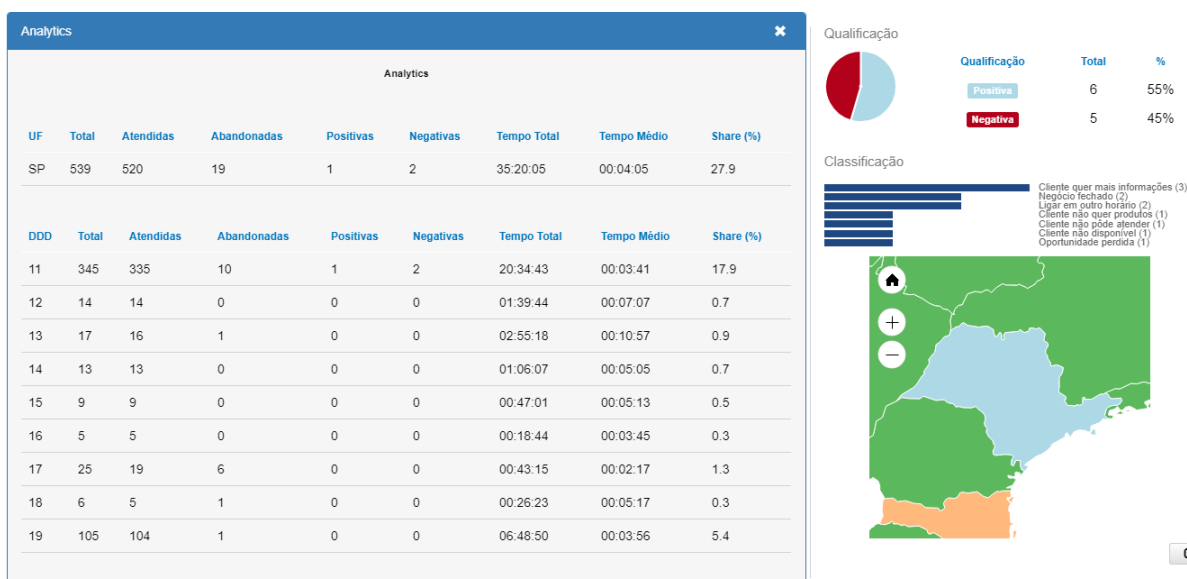 Analytics
Analytics
UF Total Atendidas Abandonadas Positivas Negativas Tempo Total Tempo Médio Share (%)
SP 539 520 19 1 2 35:20:05 00:04:05 27.9
DDD Total Atendidas Abandonadas Positivas Negativas Tempo Total Tempo Médio Share (%)
11 345 335 10 1 2 20:34:43 00:03:41 17.9
12 14 14 0 0 0 01:39:44 00:07:07 0.7
13 17 16 1 0 0 02:55:18 00:10:57 0.9
14 13 13 0 0 0 01:06:07 00:05:05 0.7
15 9 9 0 0 0 00:47:01 00:05:13 0.5
16 5 5 0 0 0 00:18:44 00:03:45 0.3
17 25 19 6 0 0 00:43:15 00:02:17 1.3
18 6 5 1 0 0 00:26:23 00:05:17 0.3
19 105 104 1 0 0 06:48:50 00:03:56 5.4
Qualificação
Qualificação Total %
Positiva 6 55%
Negativa 5 45%
Classificação
Cliente quer mais informações (3)
Negócio fechado (2)
Ligar em outro horário (2)
Cliente não quer produtos (1)
Cliente não pôde atender (1)
Cliente não disponível (1)
Oportunidade perdida (1)